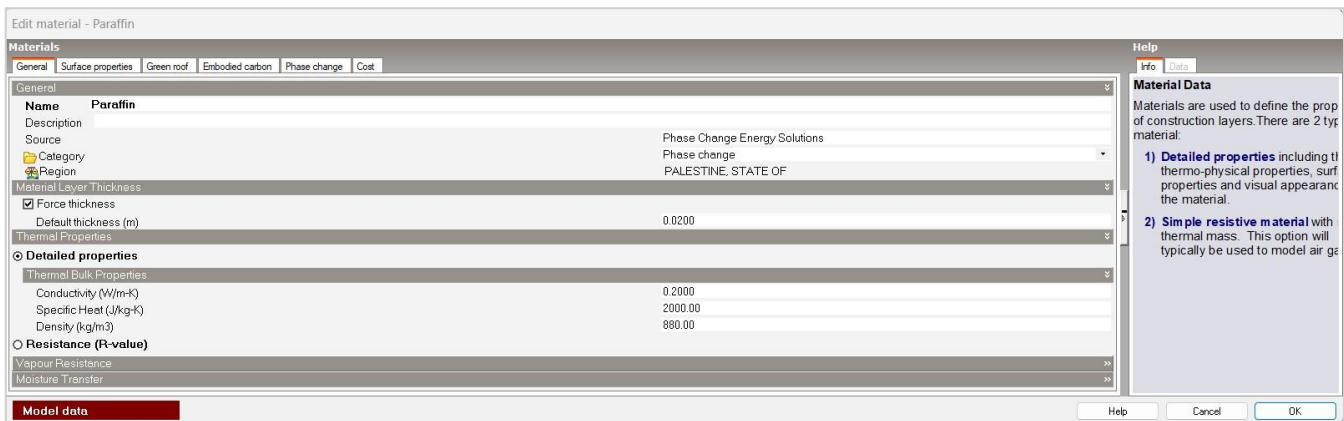 Edit material - Paraffin
Materials
General Surface properties Green roof Embodied carbon Phase change Cost
General
Name Paraffin
Description
Source Phase Change Energy Solutions
Category Phase change
Region PALESTINE, STATE OF
Material Layer Thickness
Force thickness
Default thickness (m) 0.0200
Thermal Properties
Detailed properties
Thermal Bulk Properties
Conductivity (W/m-K) 0.2000
Specific Heat (J/kg-K) 2000.00
Density (kg/m3) 880.00
Resistance (R-value)
Vapour Resistance
Moisture Transfer
Model data
Help
Info Data
Material Data
Materials are used to define the prop
of construction layers.There are 2 typ
material:
1) Detailed properties including th
thermo-physical properties, surf
properties and visual appearanc
the material.
2) Simple resistive material with
thermal mass. This option will
typically be used to model air ga
Help Cancel OK